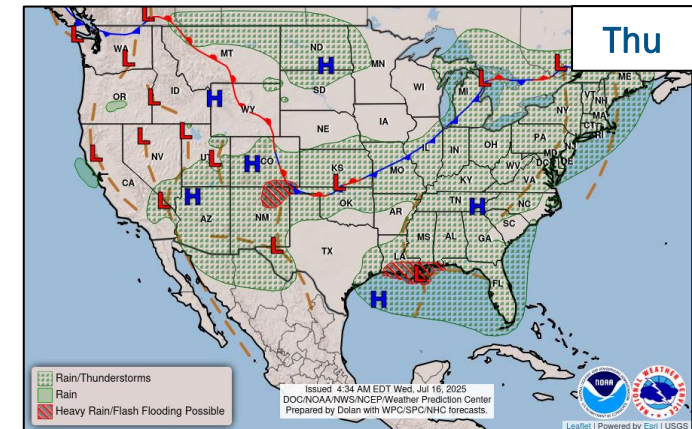 Thu
L
L
WA
L
MT
ND
H
MN
L
L
ME
OR
L
ID
H
WY
SD
WI
MI
VT
NH
NY
MA
CT
RI
L
NV
L
UT
L
H
CO
NE
IA
IL
IN
OH
PA
NJ
MD
DE
DC
WV
VA
CA
L
H
AZ
NM
KS
L
MO
KY
OK
AR
TN
H
NC
SC
L
TX
LA
MS
AL
GA
L
H
FL
Rain/Thunderstorms
Rain
Heavy Rain/Flash Flooding Possible
Issued 4:34 AM EDT Wed, Jul 16, 2025
DOC/NOAA/NWS/NCEP/Weather Prediction Center
Prepared by Dolan with WPC/SPC/NHC forecasts.
NOAA
NATIONAL WEATHER SERVICE
Leaflet | Powered by Esri | USGS